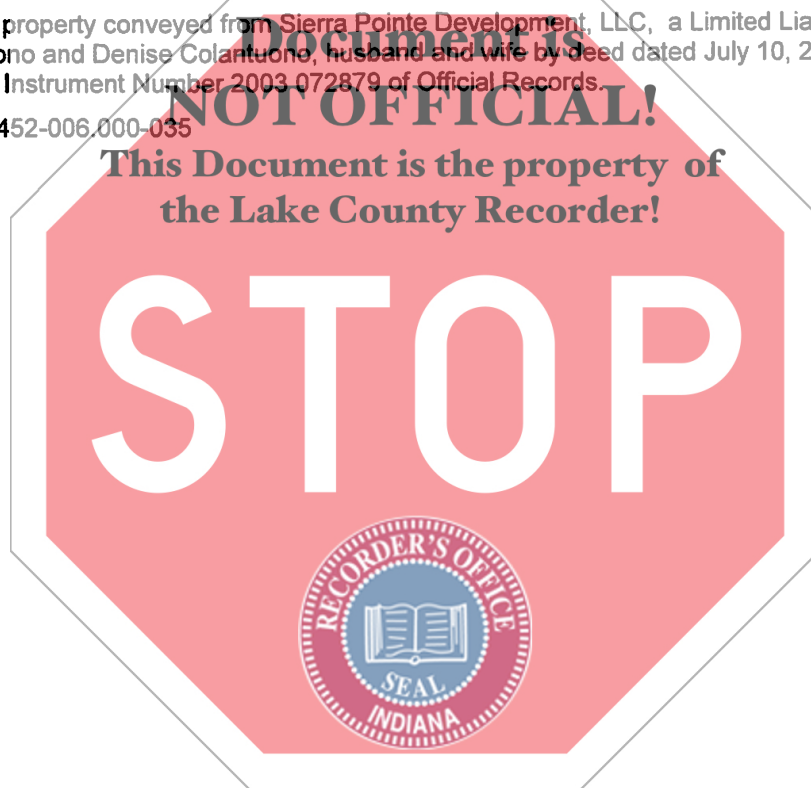 property conveyed from Sierra Pointe Development, LLC, a Limited Lia
ono and Denise Colantuono, husband and wife by deed dated July 10, 2
Instrument Number 2003 072879 of Official Records.
452-006.000-035
Document is
NOT OFFICIAL!
This Document is the property of
the Lake County Recorder!
STOP
RECORDER'S OFFICE
SEAL
INDIANA